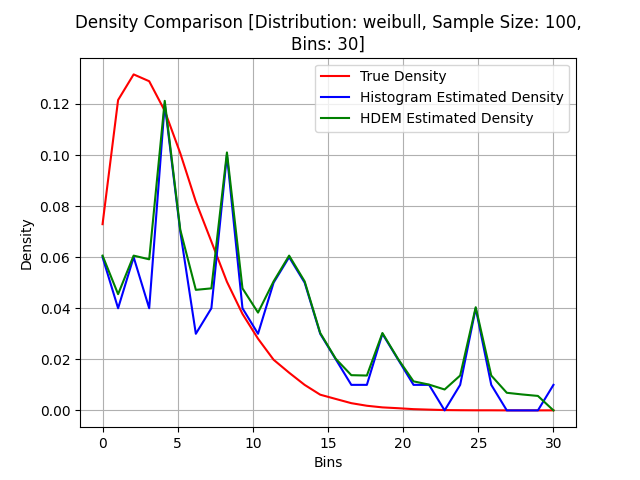 Density Comparison [Distribution: weibull, Sample Size: 100,
Bins: 30]
True Density
Histogram Estimated Density
HDEM Estimated Density
Density
0.12
0.10
0.08
0.06
0.04
0.02
0.00
0 5 10 15 20 25 30
Bins